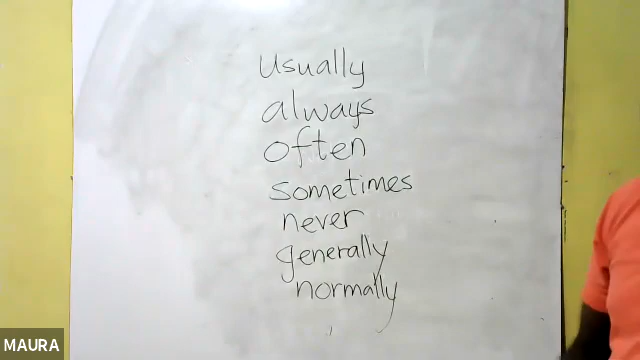 Usually
always
often
sometimes
never
generally
normally
MAURA